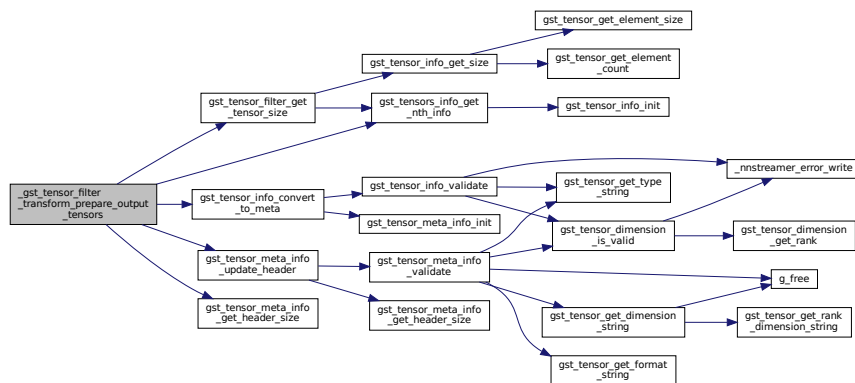 _gst_tensor_filter
_transform_prepare_output
_tensors
gst_tensor_filter_get
_tensor_size
gst_tensor_info_get_size
gst_tensor_get_element_size
gst_tensor_get_element
_count
gst_tensors_info_get
_nth_info
gst_tensor_info_init
gst_tensor_info_convert
_to_meta
gst_tensor_info_validate
gst_tensor_meta_info_init
_nnstreamer_error_write
gst_tensor_get_type
_string
gst_tensor_dimension
_is_valid
gst_tensor_dimension
_get_rank
gst_tensor_meta_info
_update_header
gst_tensor_meta_info
_validate
g_free
gst_tensor_meta_info
_get_header_size
gst_tensor_meta_info
_get_header_size
gst_tensor_get_dimension
_string
gst_tensor_get_rank
_dimension_string
gst_tensor_get_format
_string